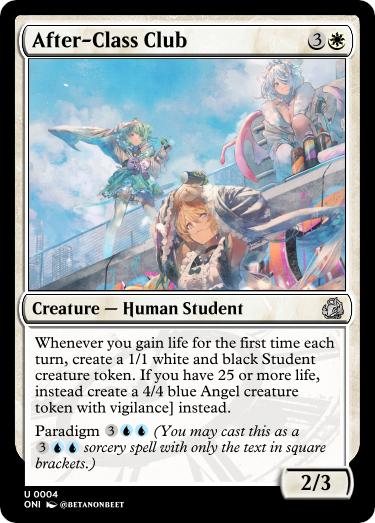 After-Class Club 3
Creature — Human Student
Whenever you gain life for the first time each
turn, create a 1/1 white and black Student
creature token. If you have 25 or more life,
instead create a 4/4 blue Angel creature
token with vigilance] instead.
Paradigm 3 (You may cast this as a
3 sorcery spell with only the text in square
brackets.)
2/3
U 0004
ONI BETANONBEET